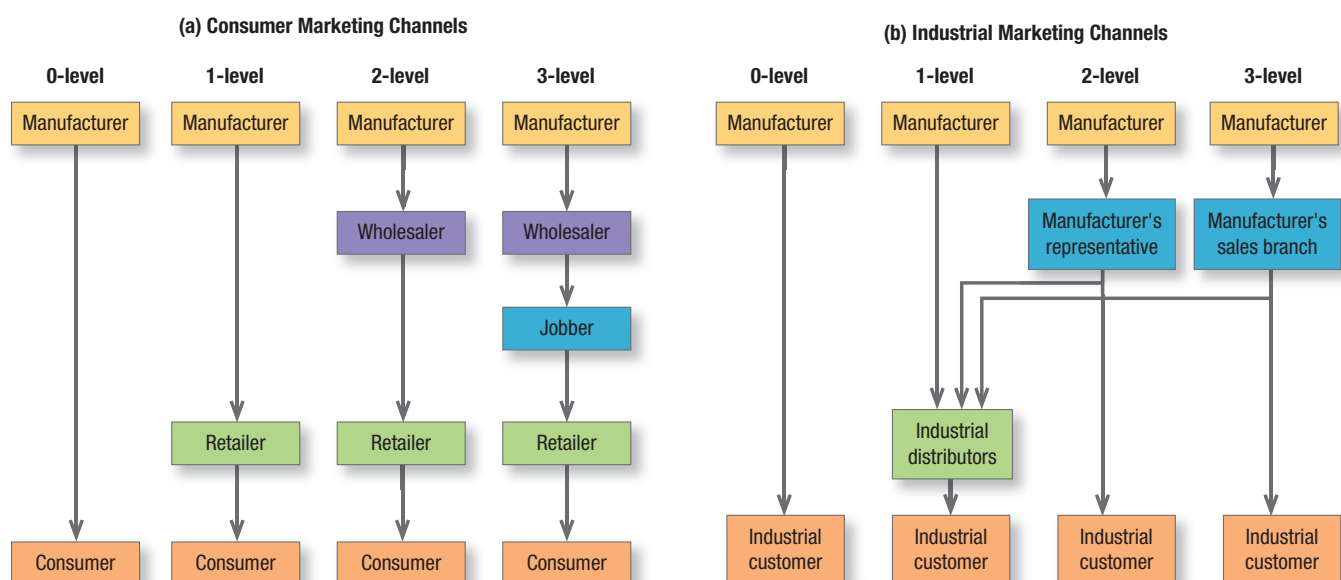 (a) Consumer Marketing Channels
0-level
1-level
2-level
3-level
Manufacturer
Manufacturer
Manufacturer
Manufacturer
Wholesaler
Wholesaler
Jobber
Retailer
Retailer
Retailer
Consumer
Consumer
Consumer
Consumer
(b) Industrial Marketing Channels
0-level
1-level
2-level
3-level
Manufacturer
Manufacturer
Manufacturer
Manufacturer
Manufacturer's
representative
Manufacturer's
sales branch
Industrial
distributors
Industrial
customer
Industrial
customer
Industrial
customer
Industrial
customer